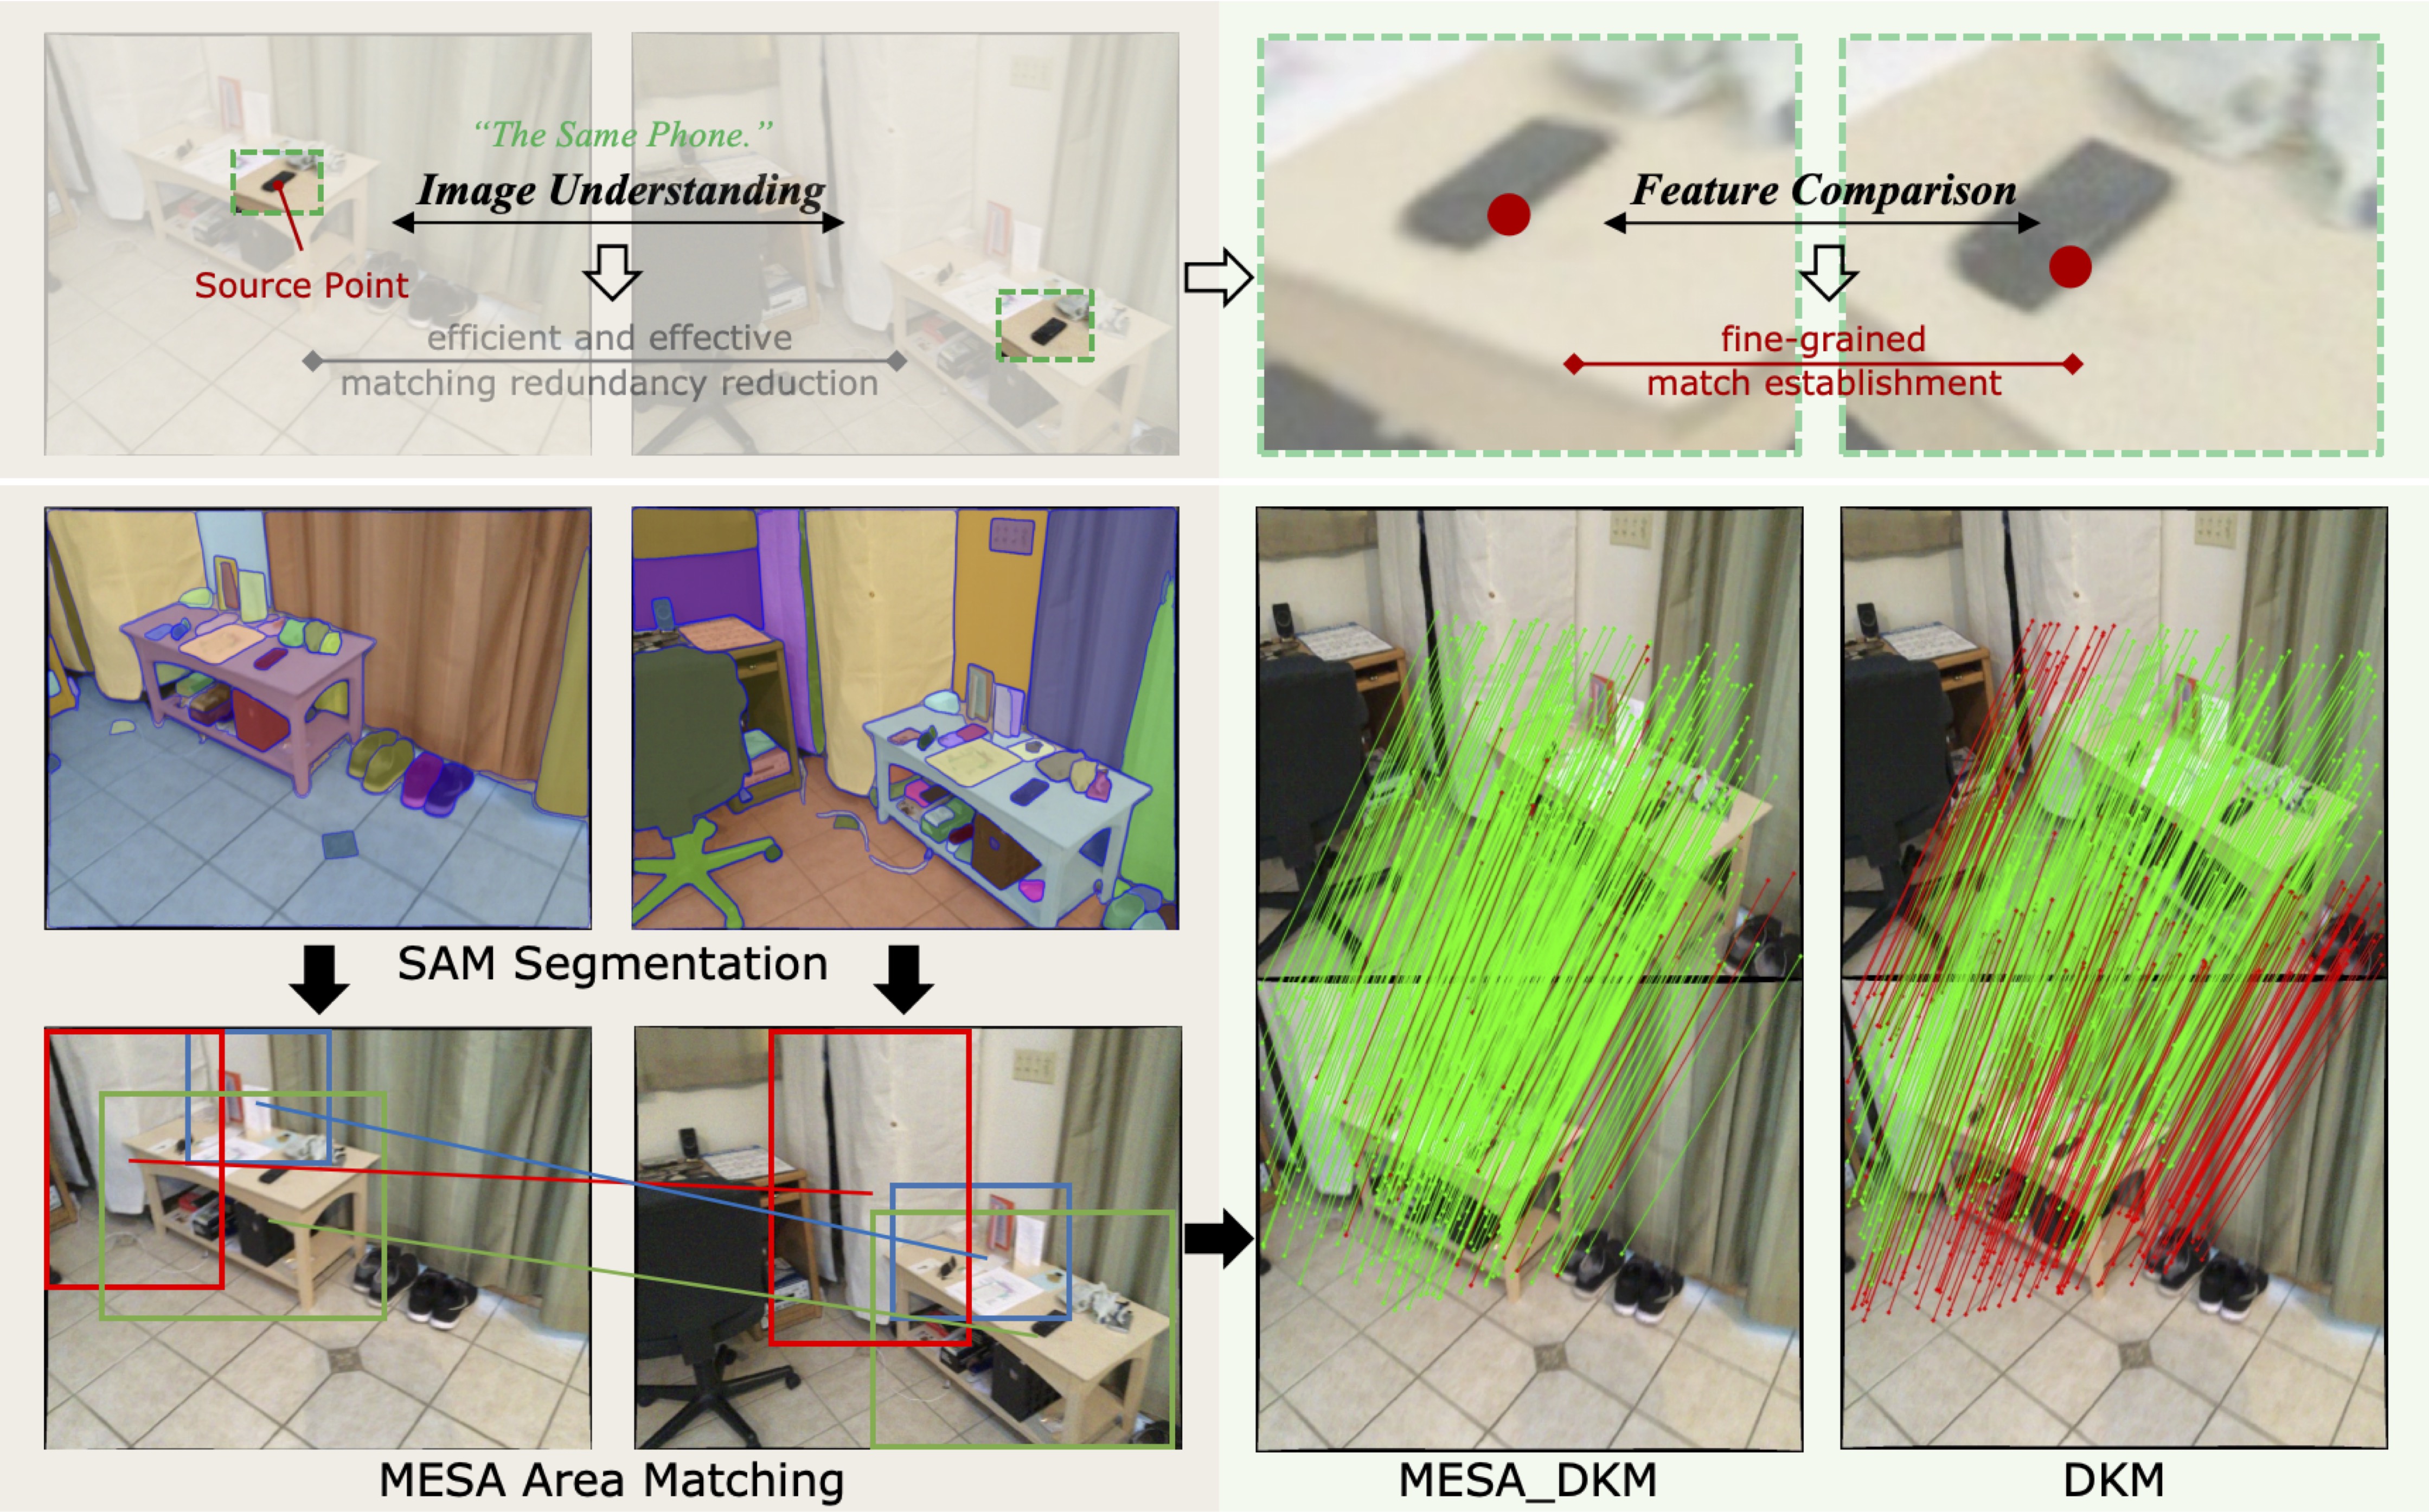 “The Same Phone.”
Image Understanding
Source Point
efficient and effective
matching redundancy reduction
Feature Comparison
fine-grained
match establishment
SAM Segmentation
MESA Area Matching
MESA_DKM
DKM